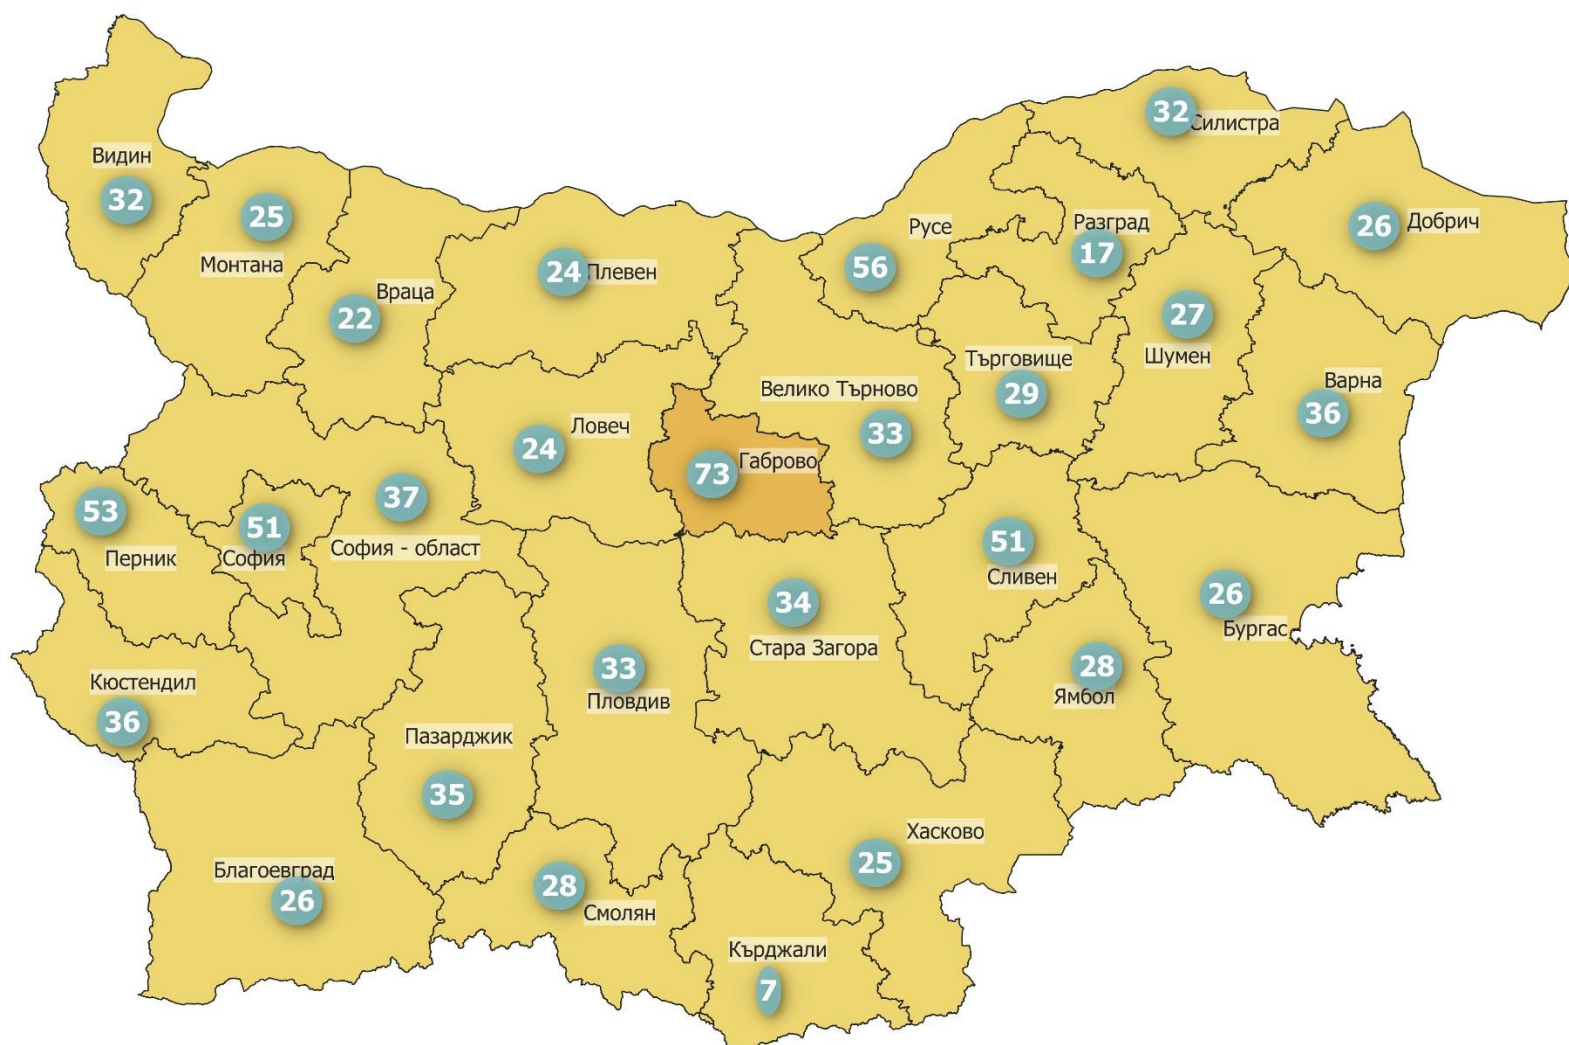 32
Силистра
Видин
32
25
Монтана
Русе
56
Разград
17
26
Добрич
24
Плевен
Враца
22
27
Шумен
Търговище
29
Велико Търново
33
Варна
36
Ловеч
24
Габрово
73
37
София - област
53
Перник
51
София
51
Сливен
34
Стара Загора
26
Бургас
33
Пловдив
28
Ямбол
Кюстендил
36
Пазарджик
35
Хасково
25
Благоевград
26
28
Смолян
Кърджали
7